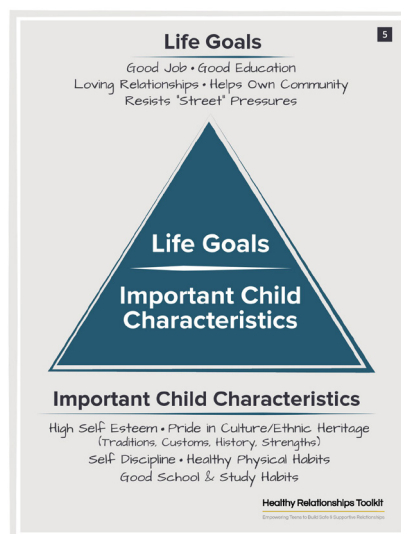 5
Life Goals
Good Job • Good Education
Loving Relationships • Helps Own Community
Resists "Street" Pressures
Life Goals
Important Child
Characteristics
Important Child Characteristics
High Self Esteem • Pride in Culture/Ethnic Heritage
(Traditions, Customs, History, Strengths)
Self Discipline • Healthy Physical Habits
Good School & Study Habits
Healthy Relationships Toolkit
Empowering Teens to Build Safe & Supportive Relationships